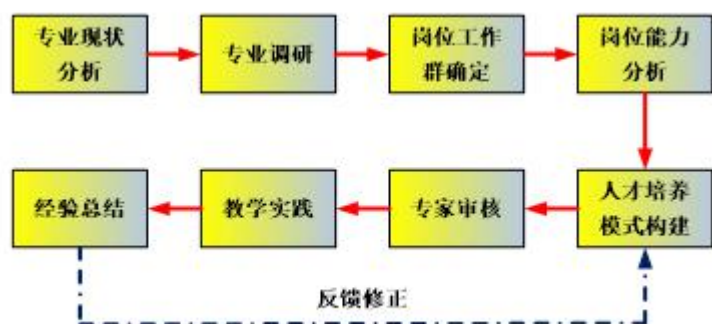 专业现状
分析
专业调研
岗位工作
群确定
岗位能力
分析
经验总结
教学实践
专家审核
人才培养
模式构建
反馈修正